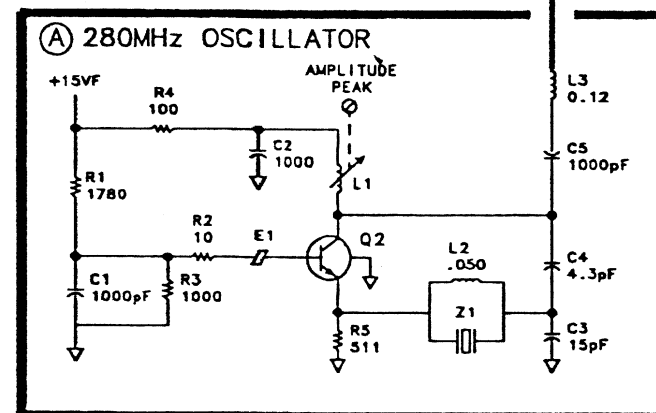 A 280MHz OSCILLATOR
+15VF
R4
100
AMPLITUDE
PEAK
L3
0.12
C2
1000
C5
1000pF
L1
R1
1780
R2
10
E1
Q2
L2
.050
C4
4.3pF
C1
1000pF
R3
1000
Z1
R5
511
C3
15pF